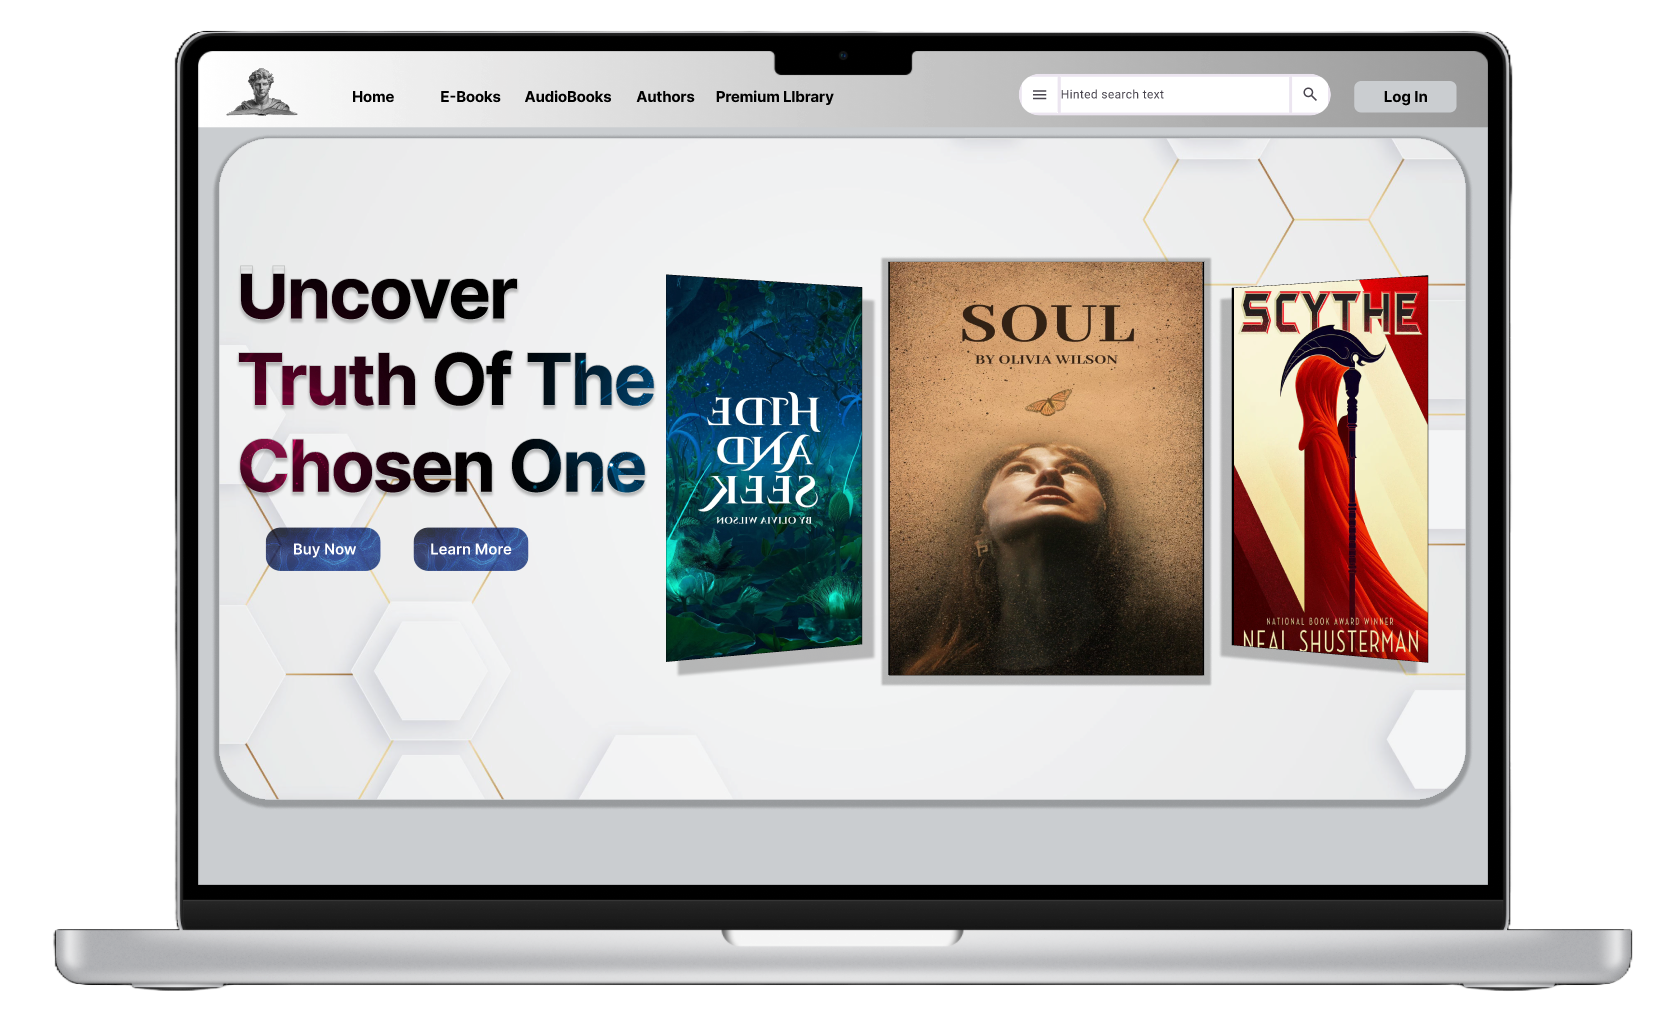 Home E-Books AudioBooks Authors Premium LIbrary Hinted search text Log In
Uncover
Truth Of The
Chosen One
Buy Now Learn More
HIDE
AND
SEEK
BY OLIVIA WILSON
SOUL
BY OLIVIA WILSON
SCYTHE
NATIONAL BOOK AWARD WINNER
NEAL SHUSTERMAN